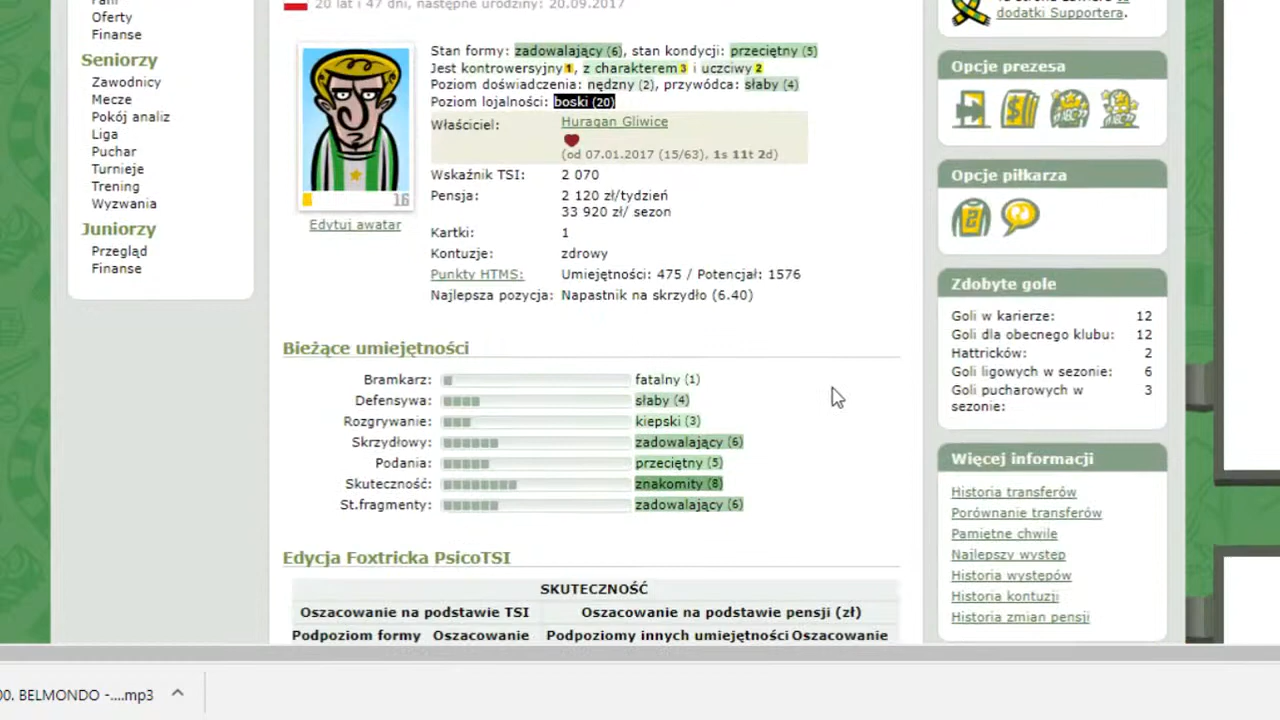 Oferty
Finanse
Seniorzy
Zawodnicy
Mecze
Pokój analiz
Liga
Puchar
Turnieje
Trening
Wyzwania
Juniorzy
Przegląd
Finanse
20 lat i 47 dni, następne urodziny: 20.09.2017
Stan formy: zadowalający (6), stan kondycji: przeciętny (5)
Jest kontrowersyjny 1, z charakterem 3 i uczciwy 2
Poziom doświadczenia: nędzny (2), przywódca: słaby (4)
Poziom lojalności: boski (20)
Właściciel: Huragan Gliwice
(od 07.01.2017 (15/63), 1s 11t 2d)
Wskaźnik TSI: 2 070
Pensja: 2 120 zł/tydzień
33 920 zł/ sezon
Kartki: 1
Kontuzje: zdrowy
Punkty HTMS: Umiejętności: 475 / Potencjał: 1576
Najlepsza pozycja: Napastnik na skrzydło (6.40)
16
Edytuj awatar
Bieżące umiejętności
Bramkarz: fatalny (1)
Defensywa: słaby (4)
Rozgrywanie: kiepski (3)
Skrzydłowy: zadowalający (6)
Podania: przeciętny (5)
Skuteczność: znakomity (8)
St.fragmenty: zadowalający (6)
Edycja Foxtricka PsicoTSI
SKUTECZNOŚĆ
Oszacowanie na podstawie TSI Oszacowanie na podstawie pensji (zł)
Podpoziom formy Oszacowanie Podpoziomy innych umiejętności Oszacowanie
dodatki Supportera.
Opcje prezesa
ABC ABC
Opcje piłkarza
2
Zdobyte gole
Goli w karierze: 12
Goli dla obecnego klubu: 12
Hattricków: 2
Goli ligowych w sezonie: 6
Goli pucharowych w 3
sezonie:
Więcej informacji
Historia transferów
Porównanie transferów
Pamiętne chwile
Najlepszy występ
Historia występów
Historia kontuzji
Historia zmian pensji
00. BELMONDO -....mp3